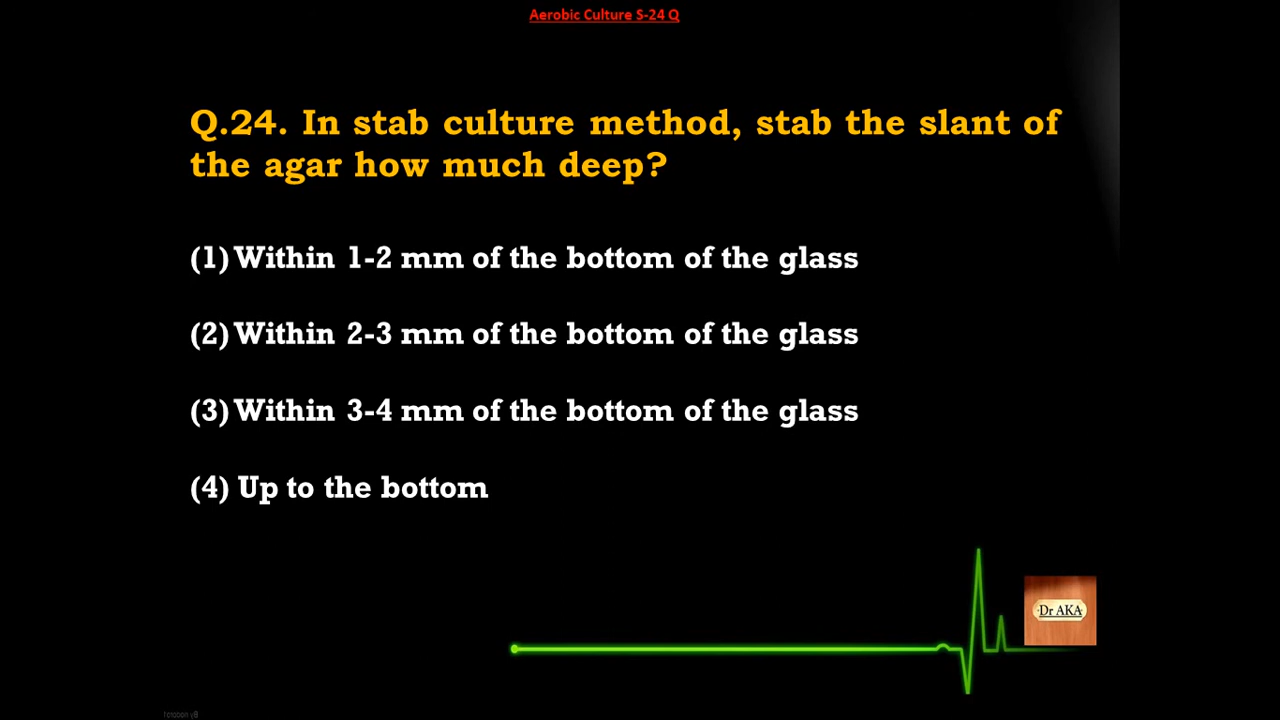 Aerobic Culture S-24 Q
Q.24. In stab culture method, stab the slant of
the agar how much deep?
(1) Within 1-2 mm of the bottom of the glass
(2) Within 2-3 mm of the bottom of the glass
(3) Within 3-4 mm of the bottom of the glass
(4) Up to the bottom
Dr AKA